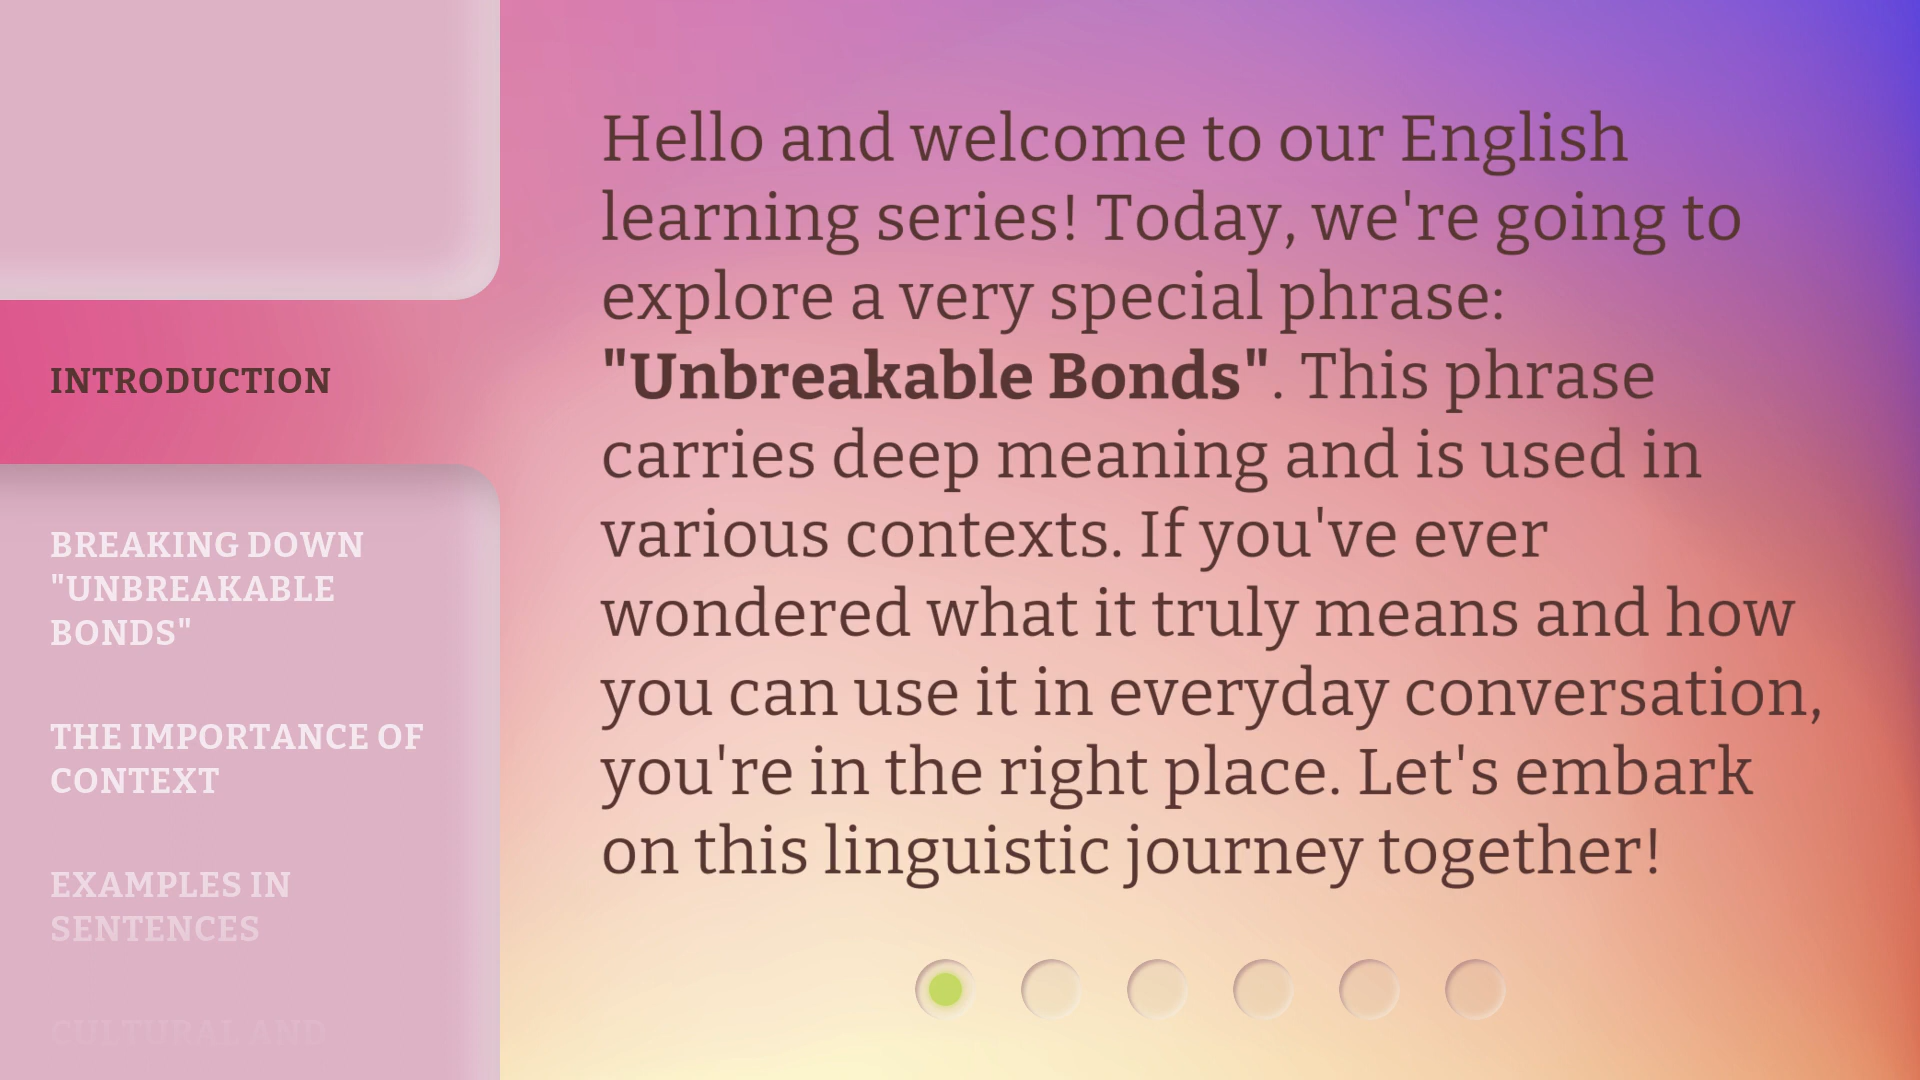 INTRODUCTION
BREAKING DOWN
"UNBREAKABLE
BONDS"
THE IMPORTANCE OF
CONTEXT
EXAMPLES IN
SENTENCES
CULTURAL AND
Hello and welcome to our English
learning series! Today, we're going to
explore a very special phrase:
"Unbreakable Bonds". This phrase
carries deep meaning and is used in
various contexts. If you've ever
wondered what it truly means and how
you can use it in everyday conversation,
you're in the right place. Let's embark
on this linguistic journey together!